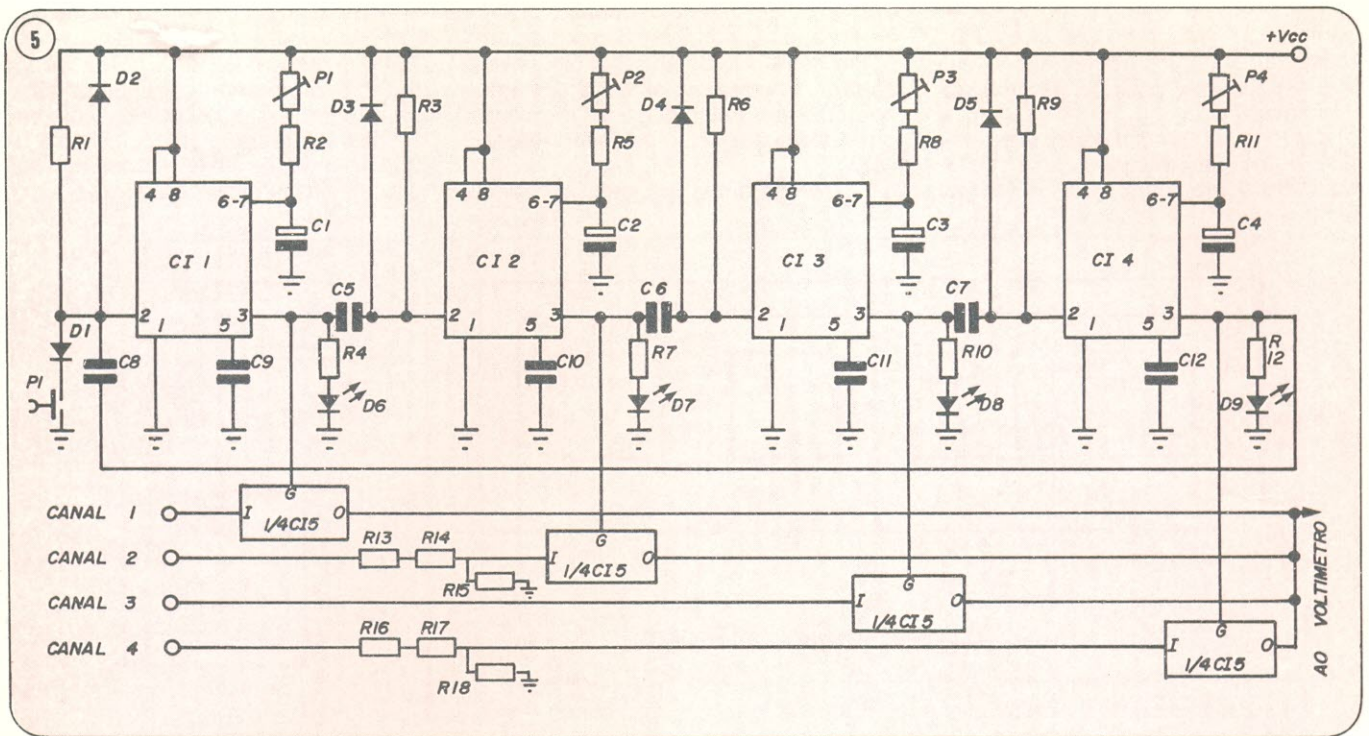 5
+Vcc
D2
P1
D3
R3
P2
D4
R6
P3
D5
R9
P4
R1
R2
R5
R8
R11
4 8
6-7
C1
4 8
6-7
C2
4 8
6-7
C3
4 8
6-7
C4
CI 1
CI 2
CI 3
CI 4
2
1
5
3
C5
2
1
5
3
C6
2
1
5
3
C7
2
1
5
3
D1
P1
C8
C9
R4
D6
C10
R7
D7
C11
R10
D8
C12
R
12
D9
CANAL 1
I
G
O
1/4CI5
CANAL 2
R13
R14
R15
I
G
O
1/4CI5
CANAL 3
I
G
O
1/4CI5
CANAL 4
R16
R17
R18
I
G
O
1/4CI5
AO VOLTIMETRO